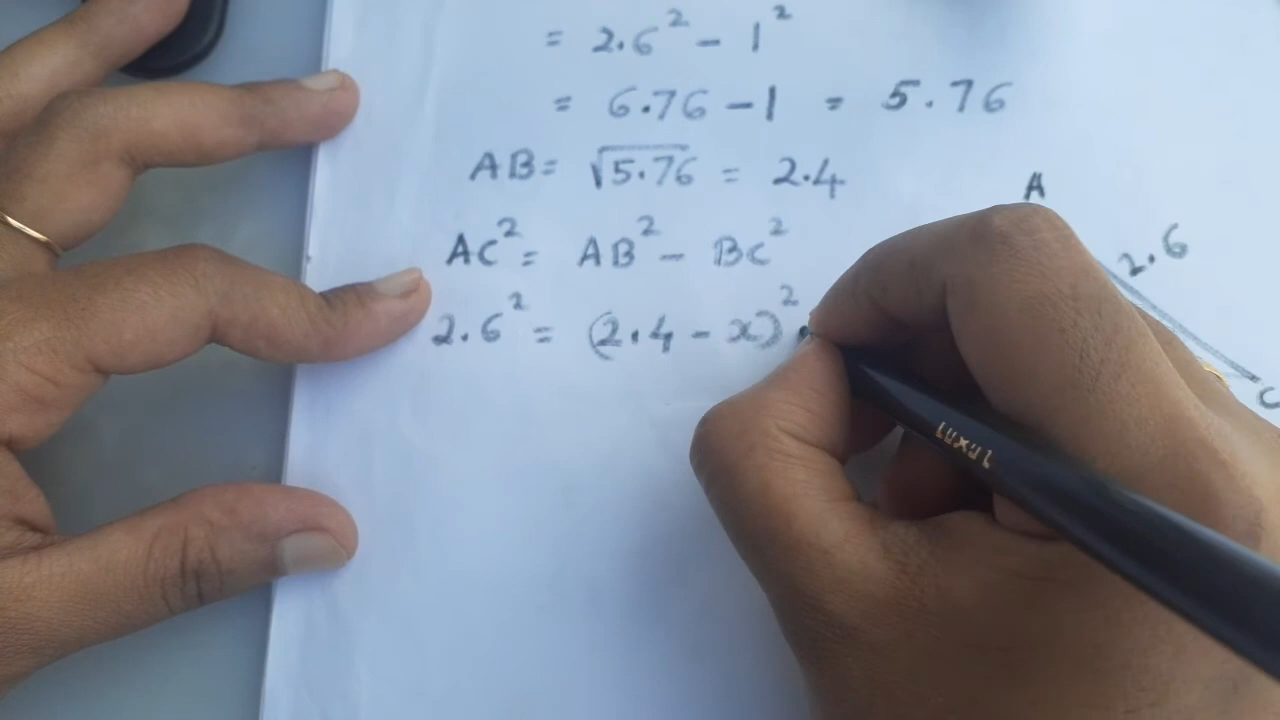 = 2.6² - 1²
= 6.76 - 1 = 5.76
AB = √5.76 = 2.4
A
2.6
AC² = AB² - BC²
2.6² = (2.4 - x)²
C
LUXOR